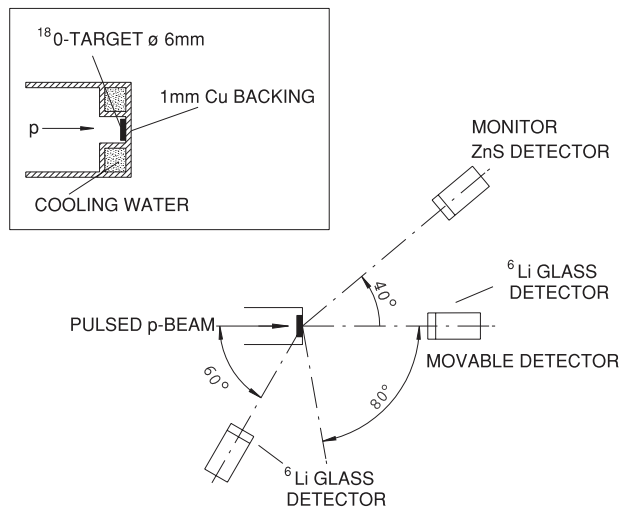 ¹⁸O-TARGET ø 6mm
1mm Cu BACKING
p
COOLING WATER
MONITOR
ZnS DETECTOR
⁶Li GLASS
DETECTOR
40°
PULSED p-BEAM
MOVABLE DETECTOR
60°
80°
⁶Li GLASS
DETECTOR